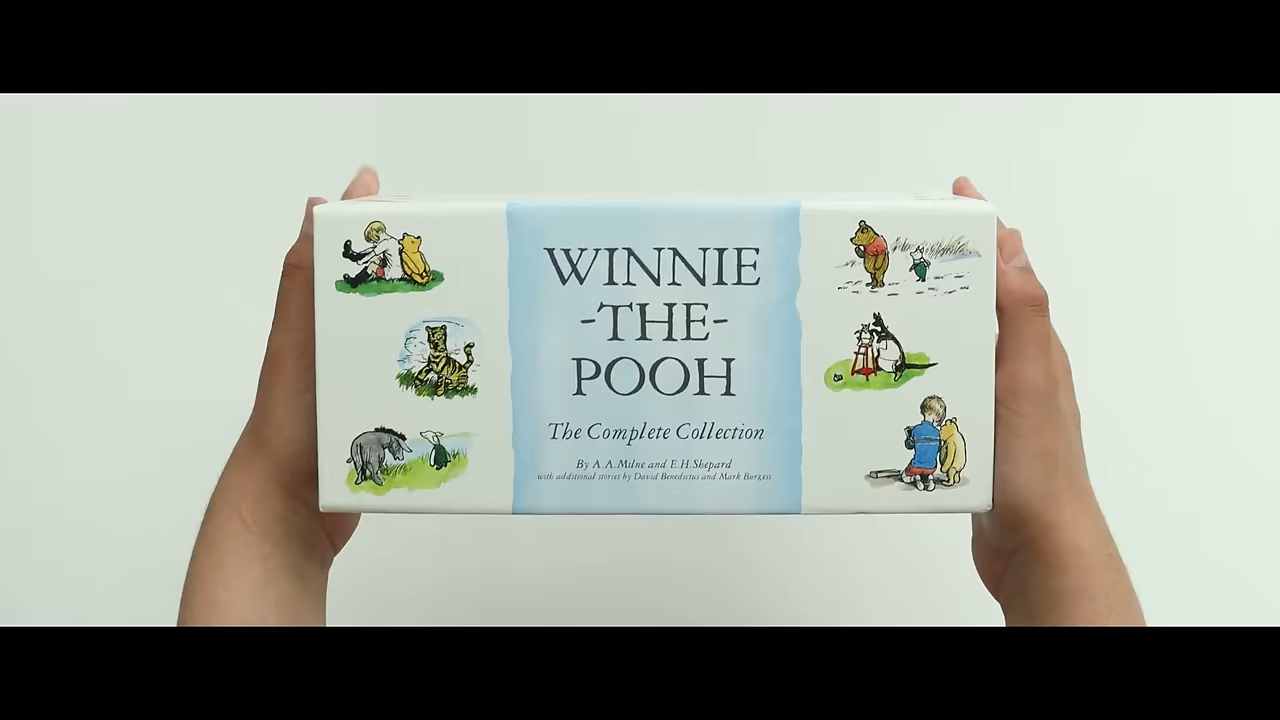 WINNIE
-THE-
POOH
The Complete Collection
By A.A.Milne and E.H.Shepard
with additional stories by David Benedictus and Mark Burgess